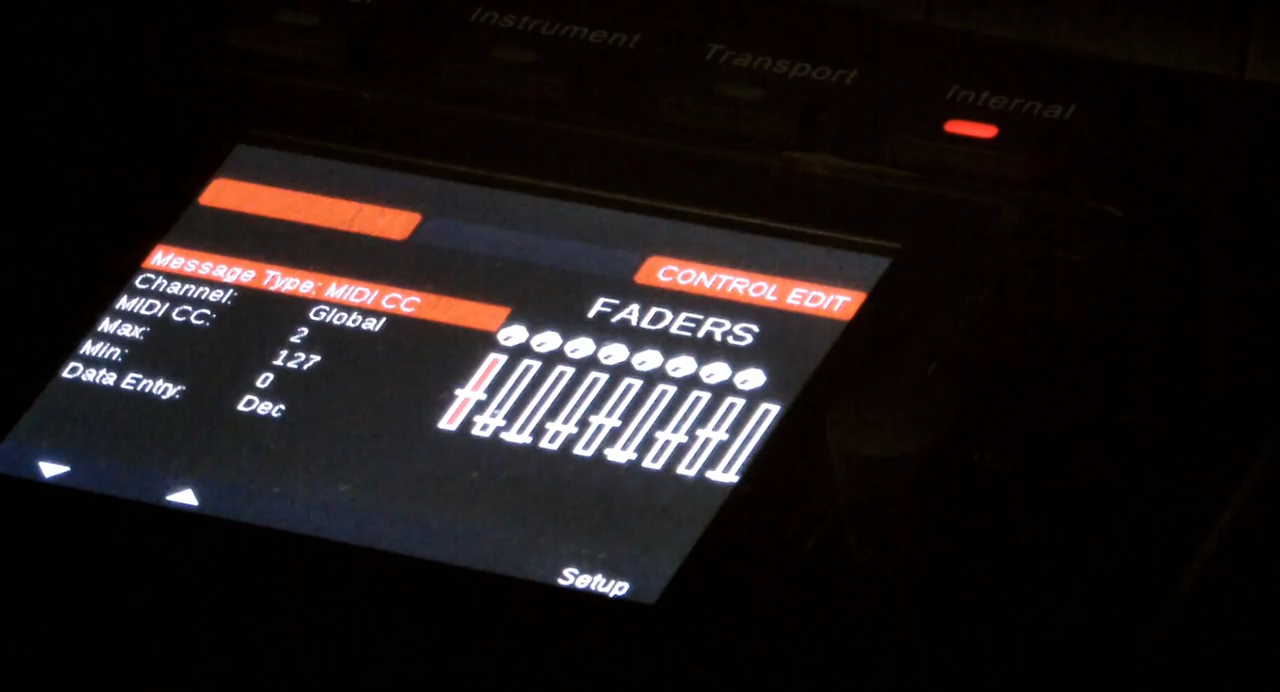 Instrument
Transport
Internal
CONTROL EDIT
Message Type: MIDI CC
Channel: Global
MIDI CC: 2
Max: 127
Min: 0
Data Entry: Dec
FADERS
Setup